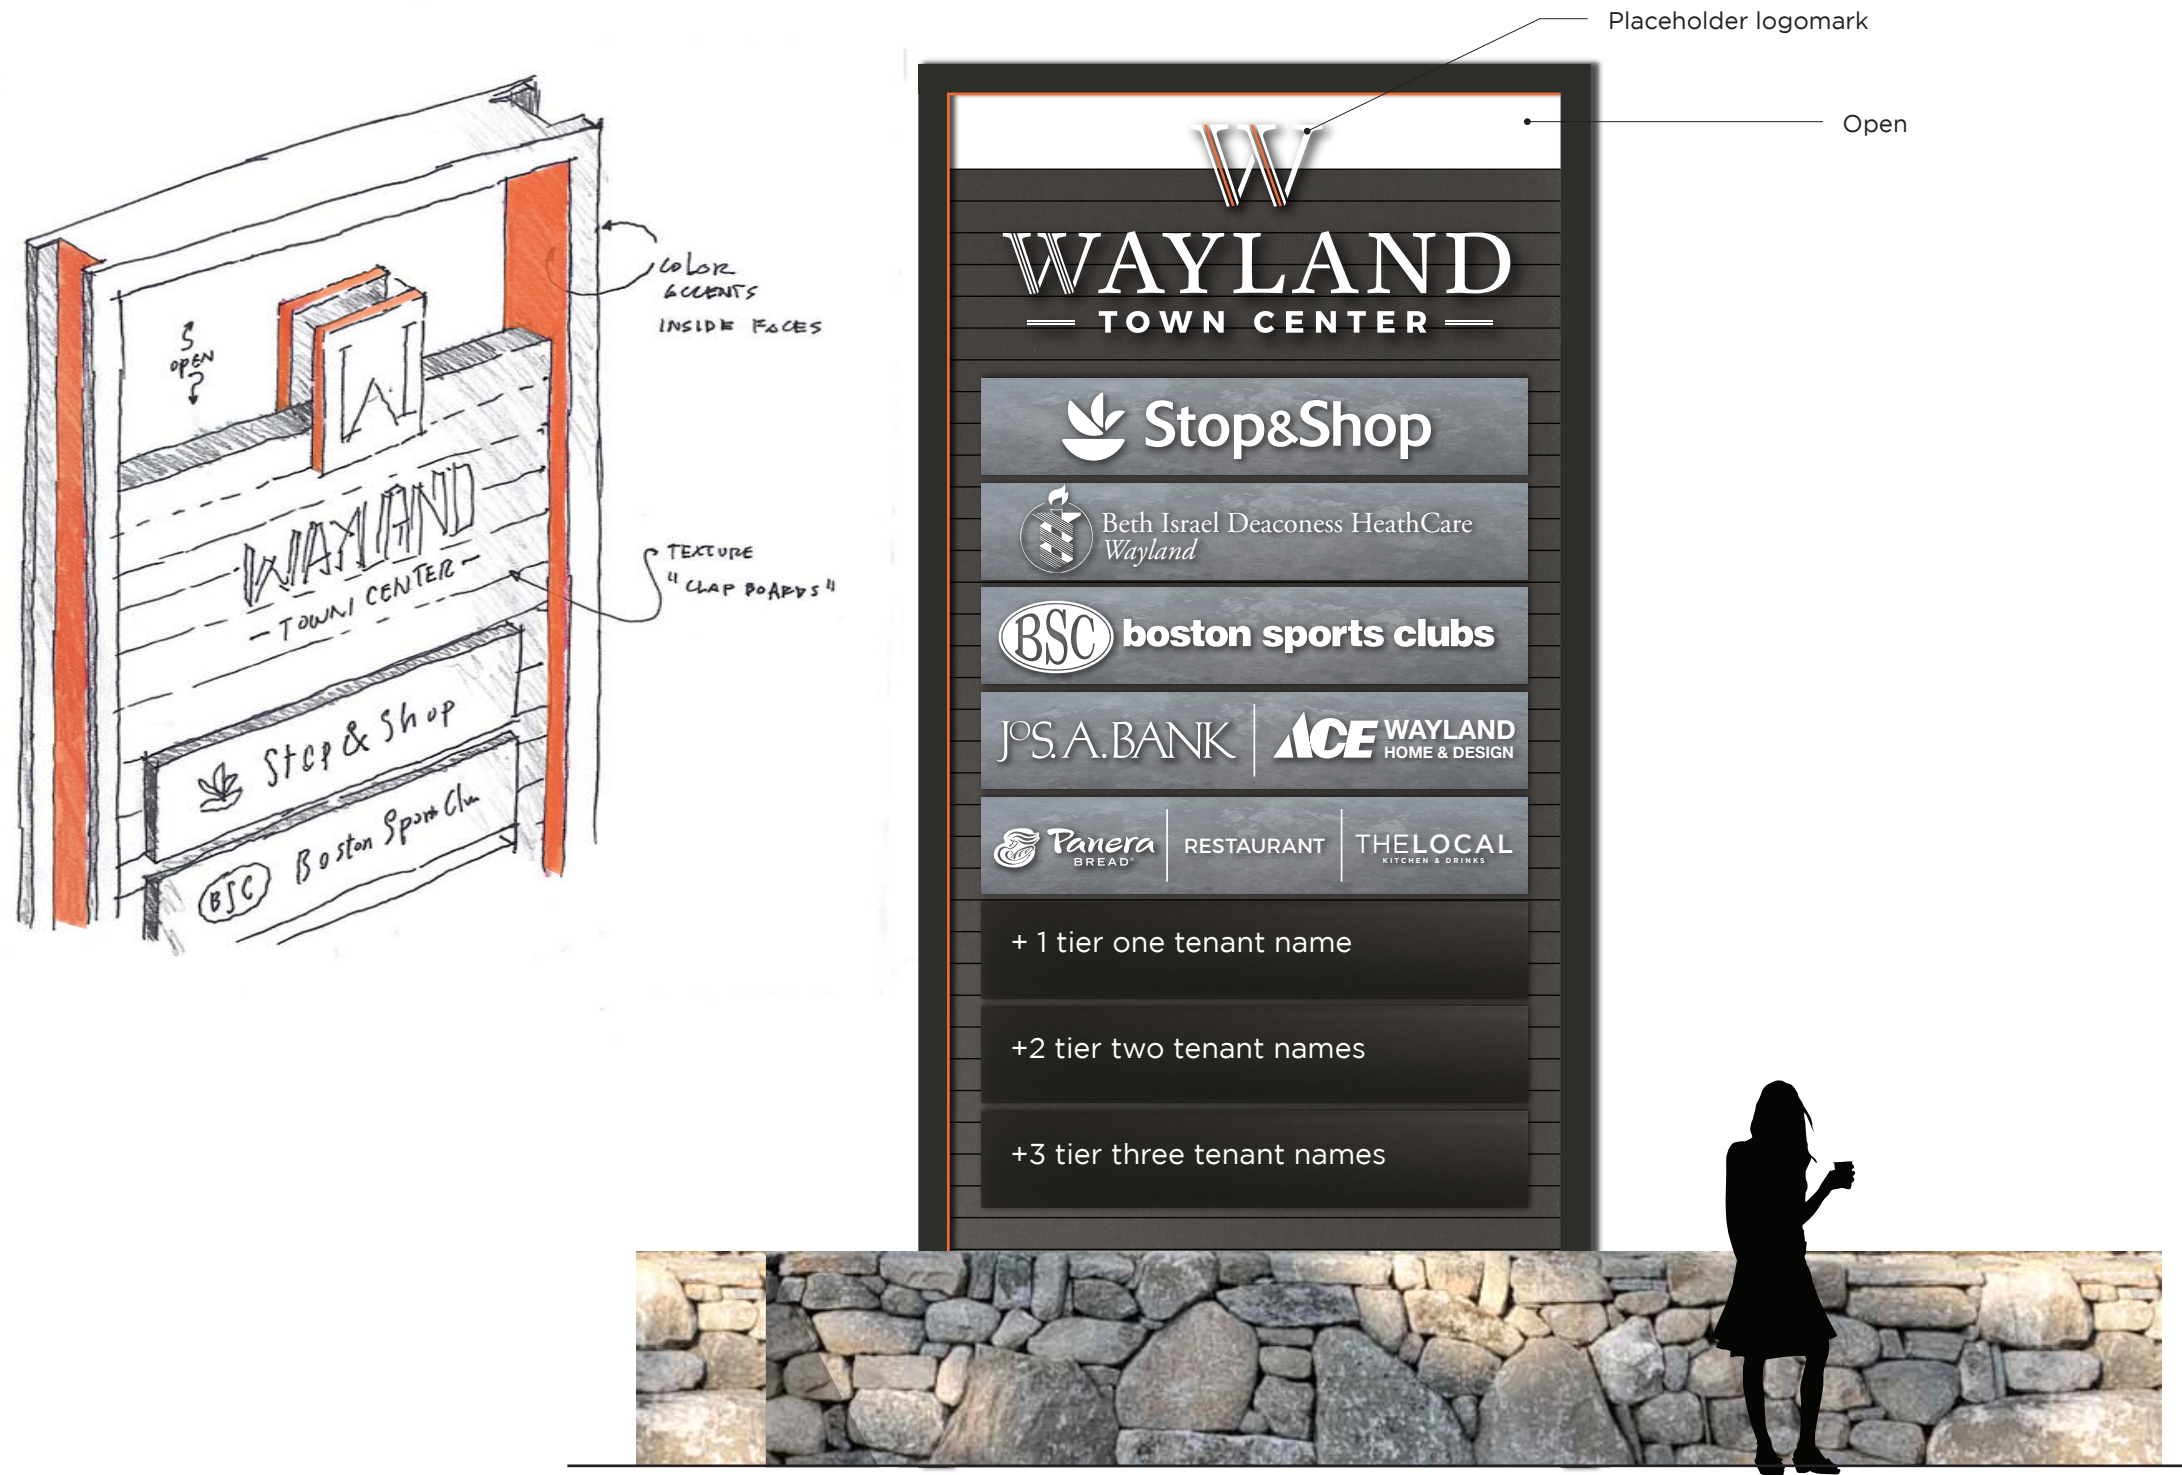 Placeholder logomark
Open
COLOR
ACCENTS
INSIDE FACES
OPEN
W
WAYLAND
- TOWN CENTER -
TEXTURE
"CLAP BOARDS"
Stop & Shop
BSC Boston Sports Clu
W
WAYLAND
TOWN CENTER
Stop&Shop
Beth Israel Deaconess HeathCare
Wayland
BSC boston sports clubs
JOS. A. BANK
ACE WAYLAND
HOME & DESIGN
Panera
BREAD®
RESTAURANT
THELOCAL
KITCHEN & DRINKS
+ 1 tier one tenant name
+2 tier two tenant names
+3 tier three tenant names